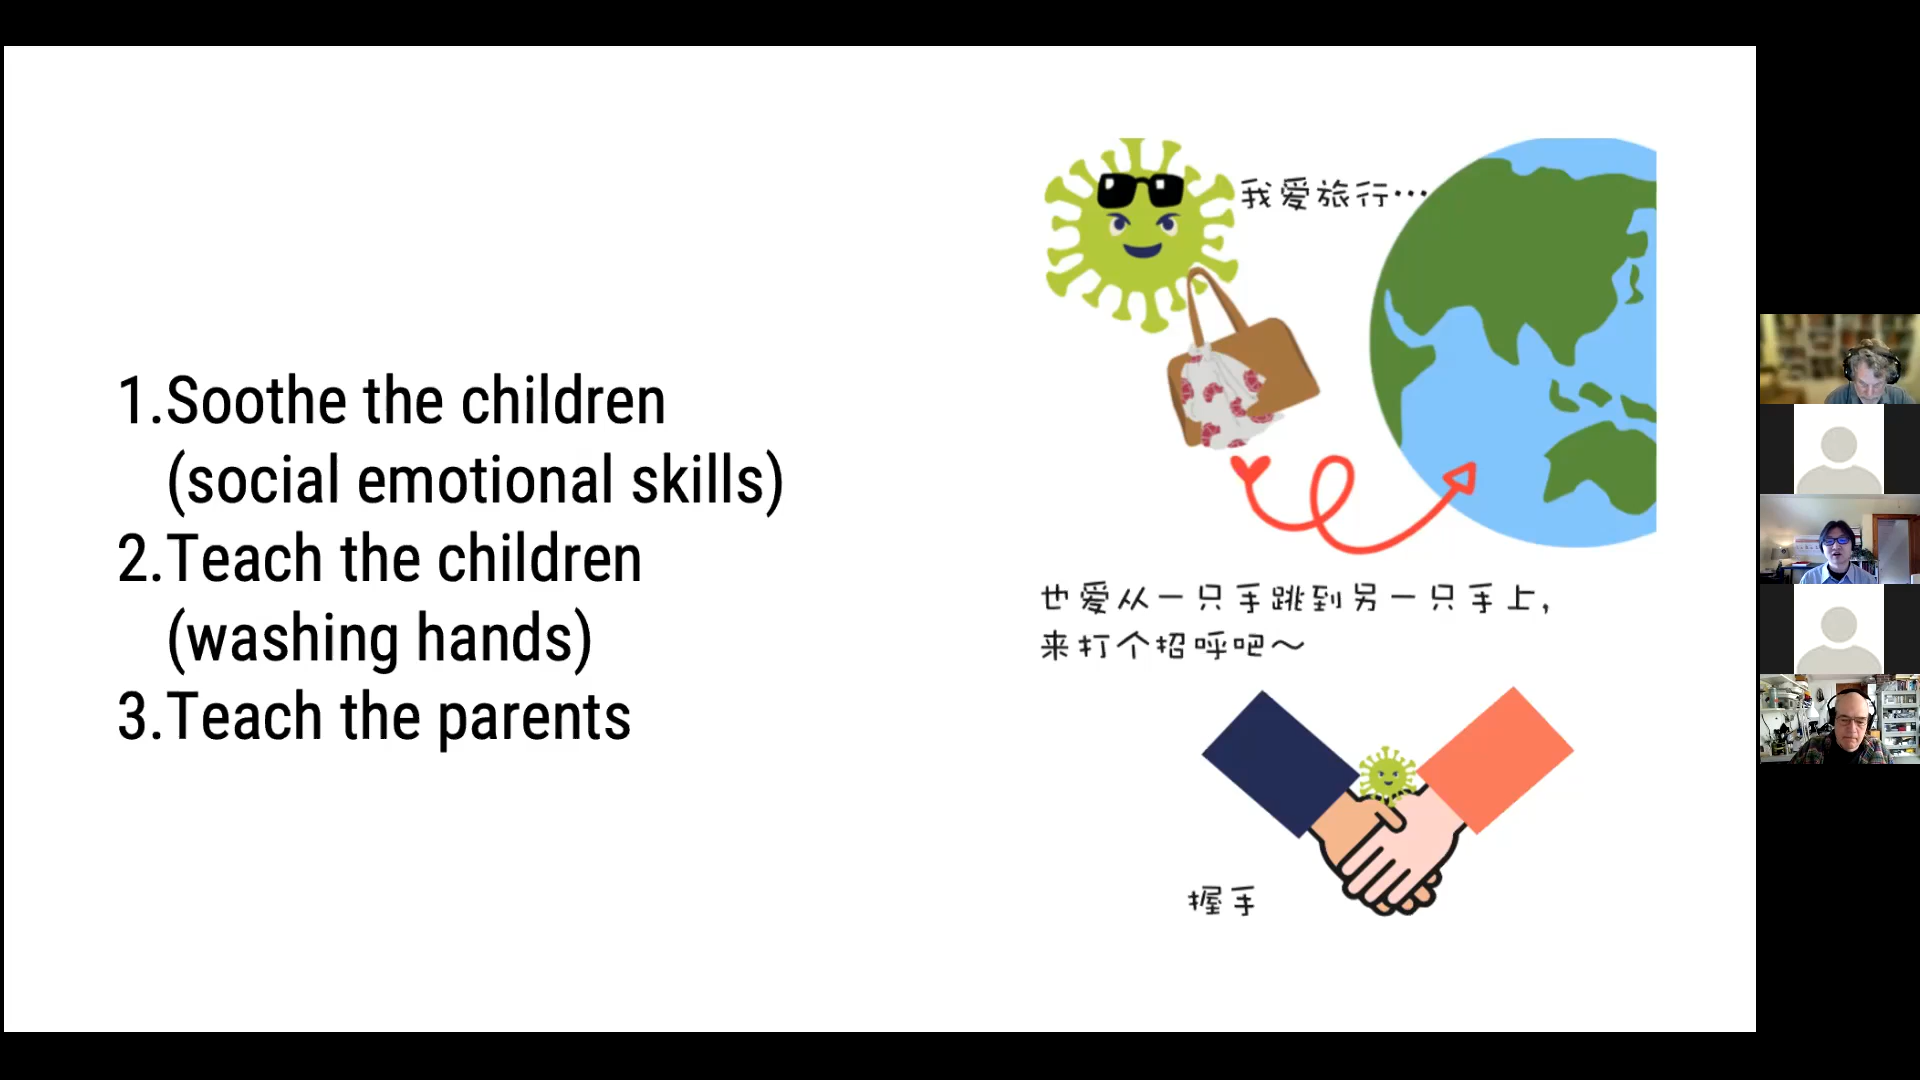 1.Soothe the children
(social emotional skills)
2.Teach the children
(washing hands)
3.Teach the parents
我爱旅行…
也爱从一只手跳到另一只手上,
来打个招呼吧～
握手